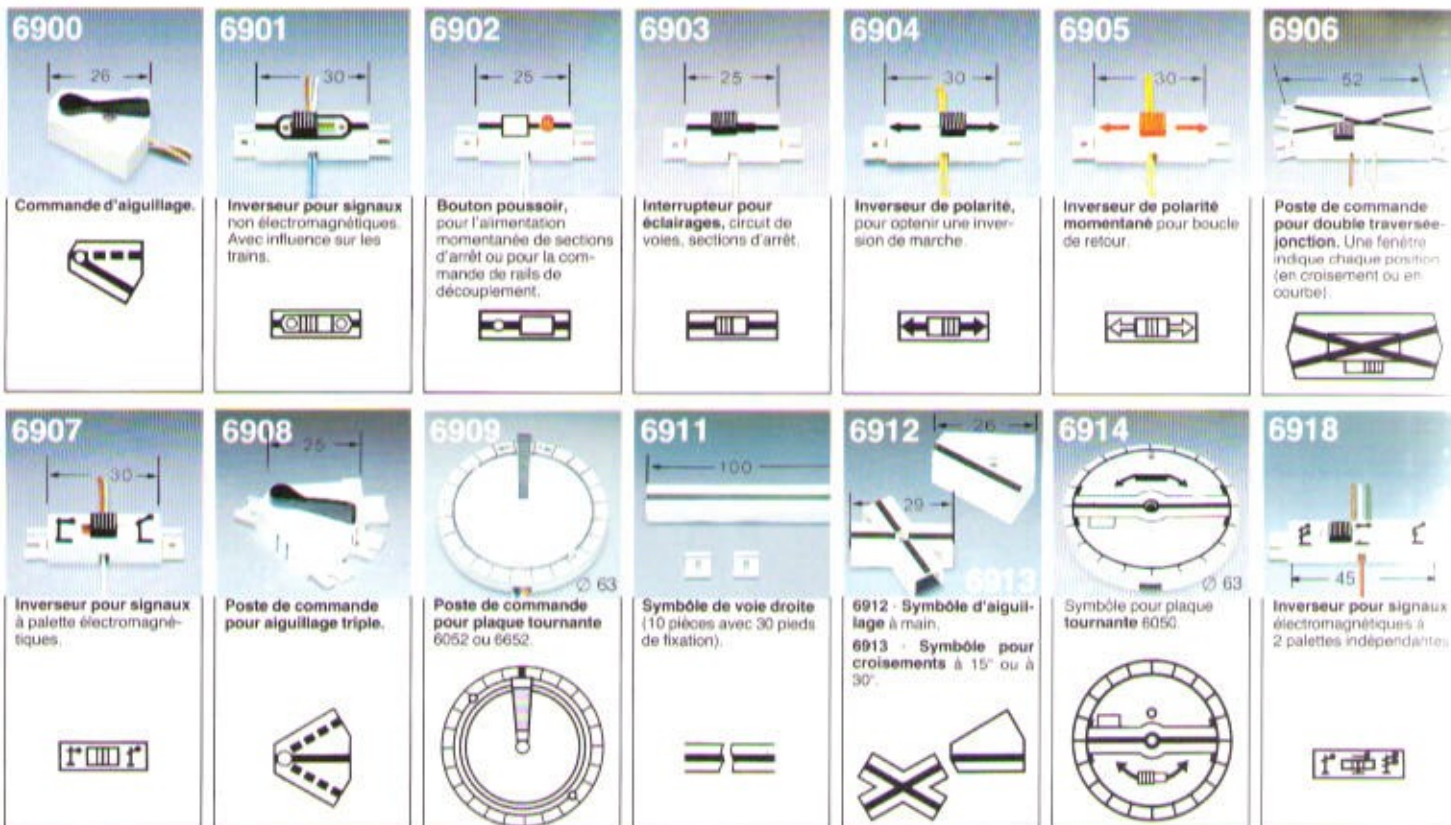 6900
26
Commande d'aiguillage.
6901
30
Inverseur pour signaux
non électromagnétiques.
Avec influence sur les
trains.
6902
25
Bouton poussoir,
pour l'alimentation
momentanée de sections
d'arrêt ou pour la com-
mande de rails de
découplement.
6903
25
Interrupteur pour
éclairages, circuit de
voies, sections d'arrêt.
6904
30
Inverseur de polarité,
pour optenir une inver-
sion de marche.
6905
30
Inverseur de polarité
momentané pour boucle
de retour.
6906
52
Poste de commande
pour double traversée-
jonction. Une fenêtre
indique chaque position
(en croisement ou en
courbe).
6907
30
Inverseur pour signaux
à palette électromagné-
tiques.
6908
25
Poste de commande
pour aiguillage triple.
6909
Ø 63
Poste de commande
pour plaque tournante
6052 ou 6652.
6911
100
Symbôle de voie droite
(10 pièces avec 30 pieds
de fixation).
6912
26
29
6913
6912 · Symbôle d'aiguil-
lage à main.
6913 · Symbôle pour
croisements à 15° ou à
30°.
6914
Ø 63
Symbôle pour plaque
tournante 6050.
6918
45
Inverseur pour signaux
électromagnétiques à
2 palettes indépendantes